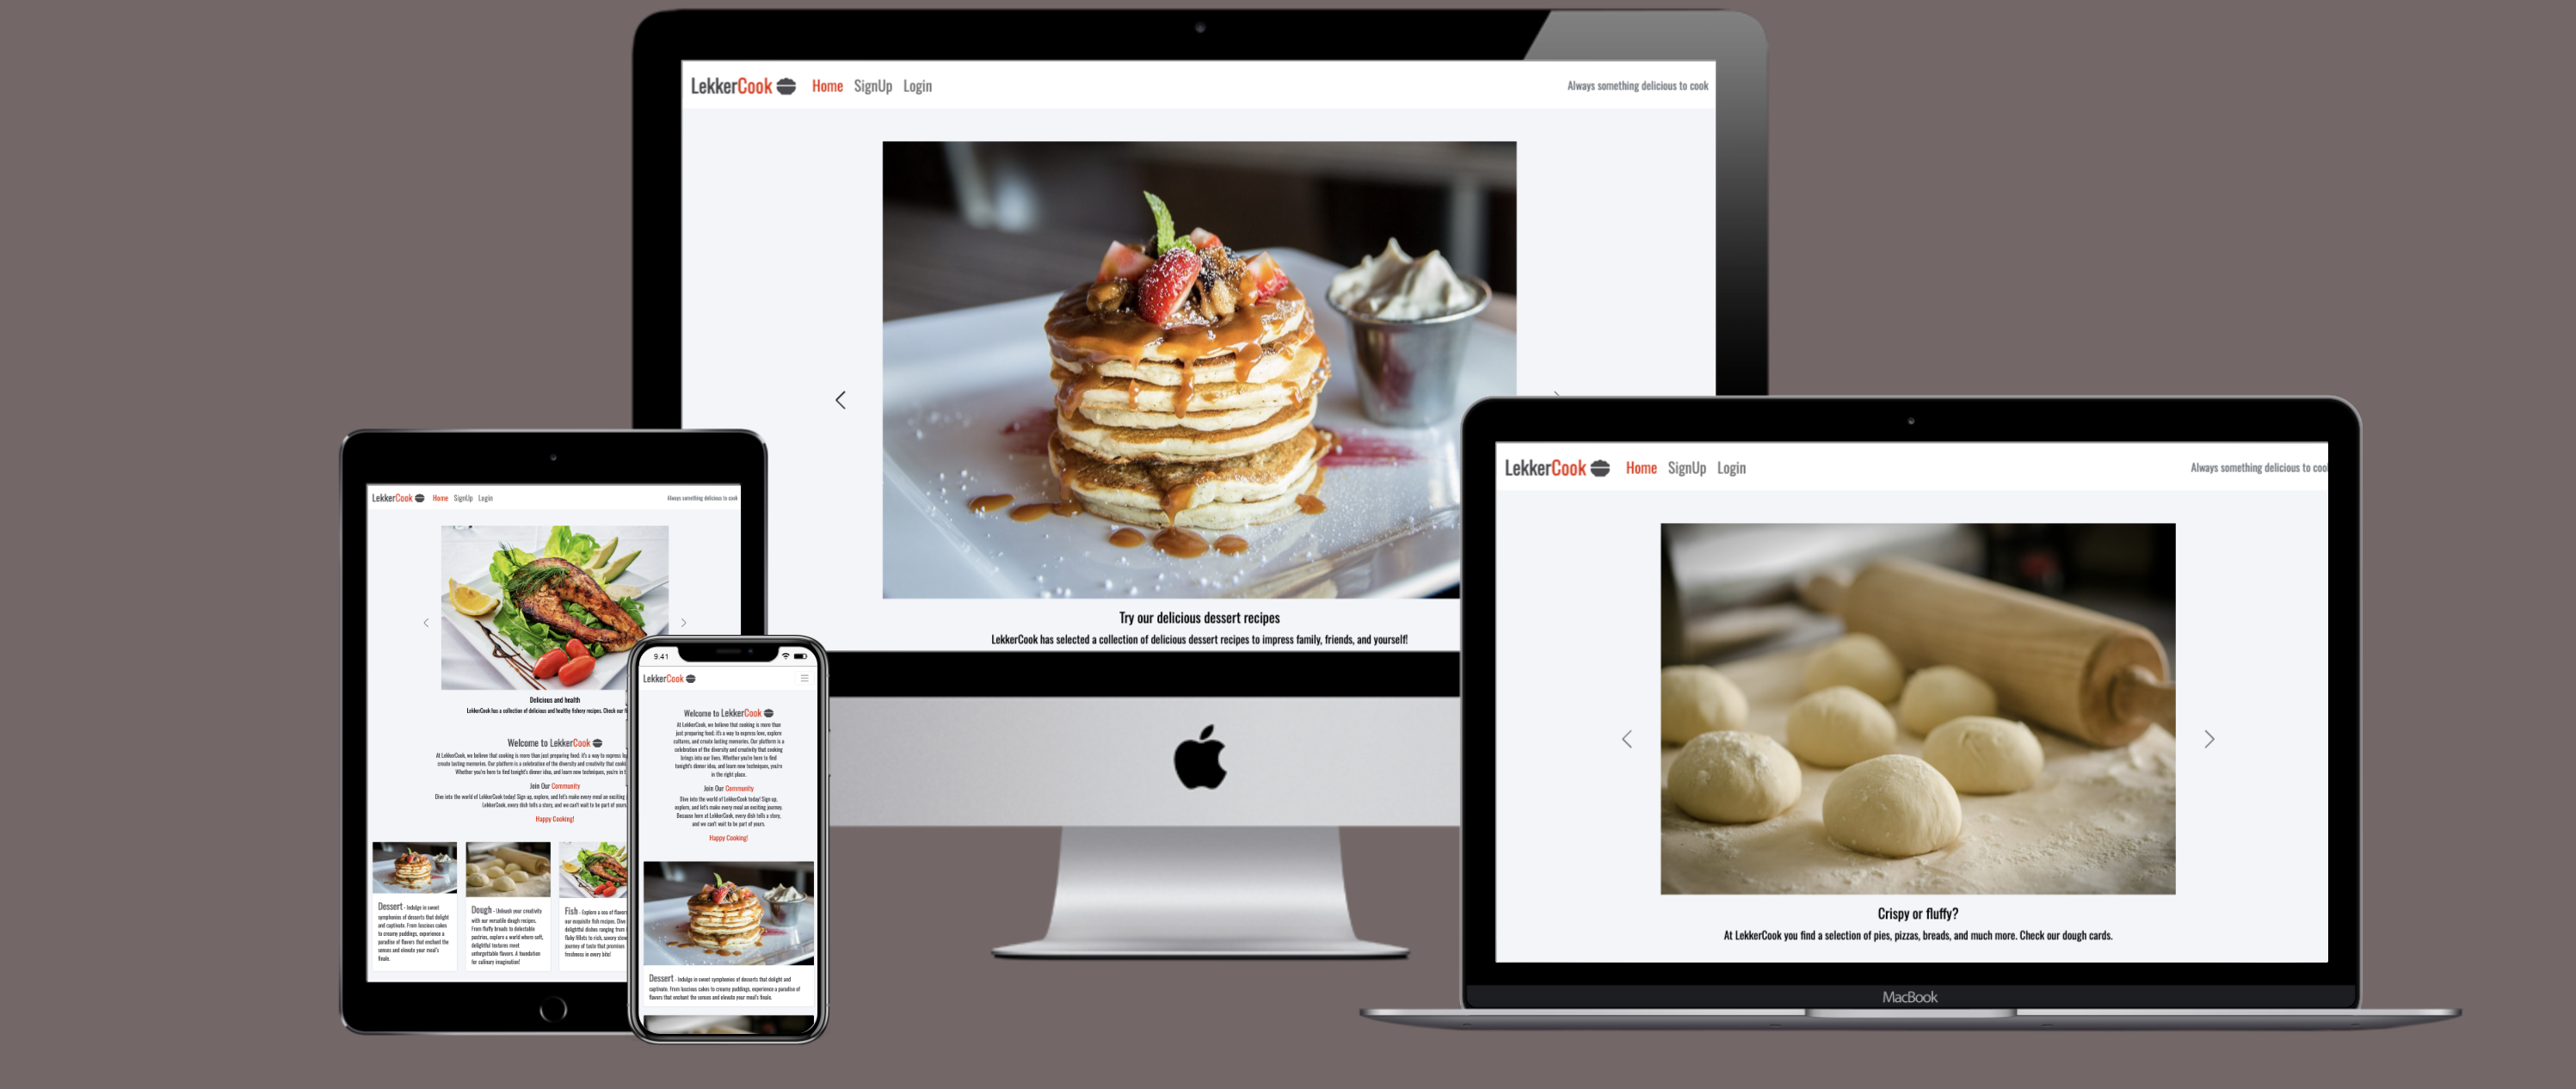 LekkerCook Home SignUp Login Always something delicious to cook
Try our delicious dessert recipes
LekkerCook has selected a collection of delicious dessert recipes to impress family, friends, and yourself!
LekkerCook Home SignUp Login Always something delicious to cook
Delicious and health
LekkerCook has a collection of delicious and healthy fishery recipes. Check our
Welcome to LekkerCook
At LekkerCook, we believe that cooking is more than just preparing food; it's a way to express
create lasting memories. Our platform is a celebration of the diversity and creativity that
Whether you're here to find tonight's dinner idea, and learn new techniques, you're in
Join Our Community
Dive into the world of LekkerCook today! Sign up, explore, and let's make every meal an exciting
LekkerCook, every dish tells a story, and we can't wait to be part of yours.
Happy Cooking!
Dessert - Indulge in sweet
symphonies of desserts that delight
and captivate. From luscious cakes
to creamy puddings, experience a
paradise of flavors that enchant the
senses and elevate your meal's
finale.
Dough - Unleash your creativity
with our versatile dough recipes.
From fluffy breads to delectable
pastries, explore a world where soft,
delightful textures meet
unforgettable flavors. A foundation
for culinary imagination!
Fish - Explore a sea of flavors
our exquisite fish recipes. Dive
delightful dishes ranging from
flaky fillets to rich, savory
journey of taste that promises
freshness in every bite!
9.41
LekkerCook
Welcome to LekkerCook
At LekkerCook, we believe that cooking is more than
just preparing food; it's a way to express love, explore
cultures, and create lasting memories. Our platform is a
celebration of the diversity and creativity that cooking
brings into our lives. Whether you're here to find
tonight's dinner idea, and learn new techniques, you're
in the right place.
Join Our Community
Dive into the world of LekkerCook today! Sign up,
explore, and let's make every meal an exciting journey.
Because here at LekkerCook, every dish tells a story,
and we can't wait to be part of yours.
Happy Cooking!
Dessert - Indulge in sweet symphonies of desserts that delight and
captivate. From luscious cakes to creamy puddings, experience a paradise of
flavors that enchant the senses and elevate your meal's finale.
LekkerCook Home SignUp Login Always something delicious to coo
Crispy or fluffy?
At LekkerCook you find a selection of pies, pizzas, breads, and much more. Check our dough cards.
MacBook